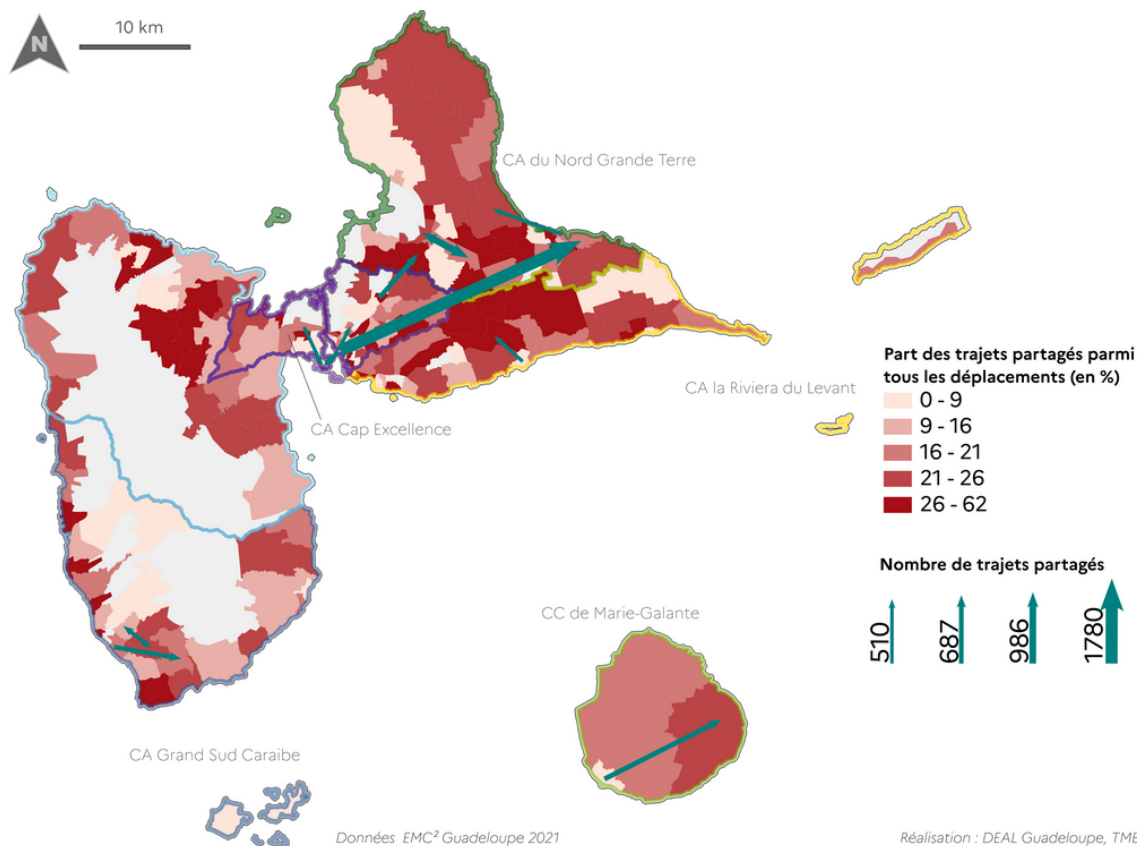 N
10 km
CA du Nord Grande Terre
CA la Riviera du Levant
CA Cap Excellence
Part des trajets partagés parmi
tous les déplacements (en %)
0 - 9
9 - 16
16 - 21
21 - 26
26 - 62
Nombre de trajets partagés
510
687
986
1780
CC de Marie-Galante
CA Grand Sud Caraibe
Données EMC² Guadeloupe 2021
Réalisation : DEAL Guadeloupe, TME